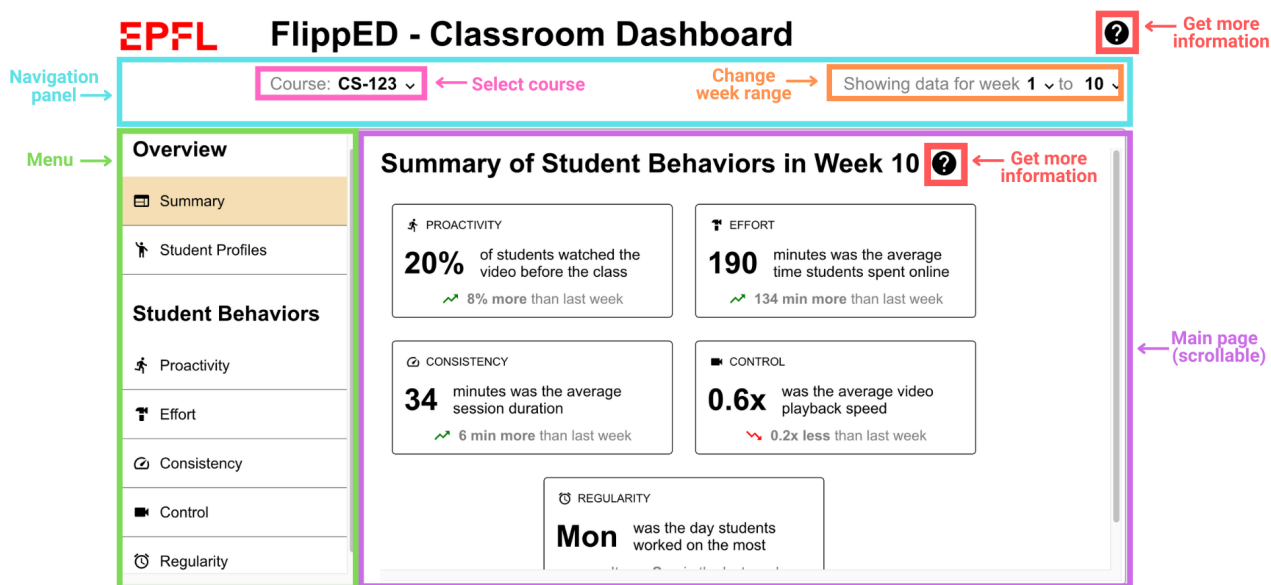 EPFL
FlippED - Classroom Dashboard
Get more
information
Navigation
panel
Course: CS-123
Select course
Change
week range
Showing data for week 1 to 10
Menu
Overview
Summary
Student Profiles
Student Behaviors
Proactivity
Effort
Consistency
Control
Regularity
Summary of Student Behaviors in Week 10
Get more
information
PROACTIVITY
20%
of students watched the
video before the class
8% more than last week
EFFORT
190
minutes was the average
time students spent online
134 min more than last week
CONSISTENCY
34
minutes was the average
session duration
6 min more than last week
CONTROL
0.6x
was the average video
playback speed
0.2x less than last week
REGULARITY
Mon
was the day students
worked on the most
Main page
(scrollable)